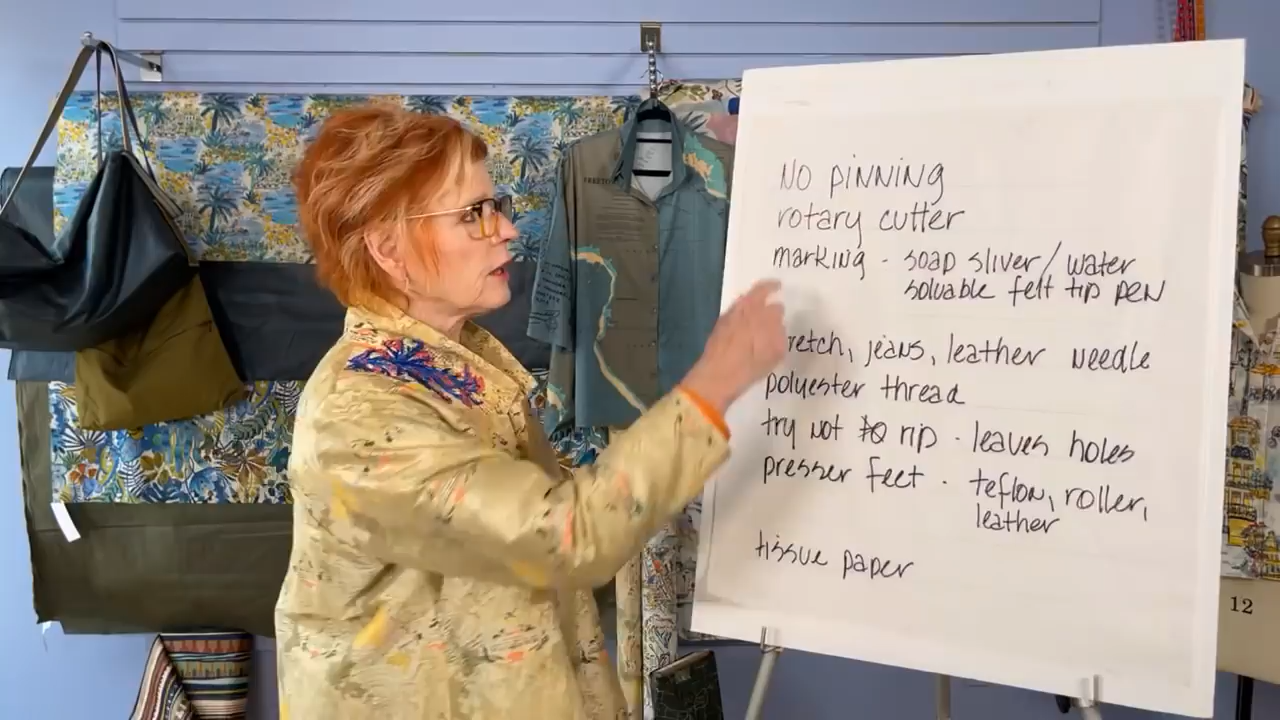 NO PINNING
rotary cutter
marking - soap sliver / water
soluable felt tip pen
retch, jeans, leather needle
polyester thread
try not to rip - leaves holes
presser feet - teflon, roller,
leather
tissue paper
12